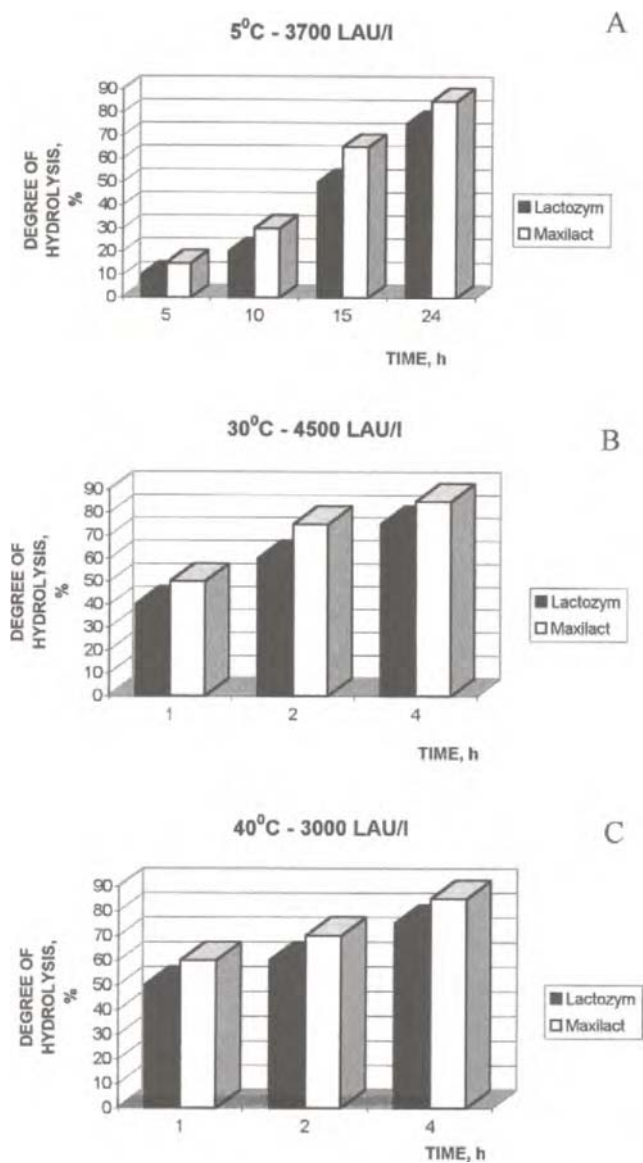 A
5⁰C - 3700 LAU/l
90
80
70
60
50
40
30
20
10
0
DEGREE OF
HYDROLYSIS,
%
Lactozym
Maxilact
5 10 15 24
TIME, h
B
30⁰C - 4500 LAU/l
90
80
70
60
50
40
30
20
10
0
DEGREE OF
HYDROLYSIS,
%
Lactozym
Maxilact
1 2 4
TIME, h
C
40⁰C - 3000 LAU/l
90
80
70
60
50
40
30
20
10
0
DEGREE OF
HYDROLYSIS,
%
Lactozym
Maxilact
1 2 4
TIME, h